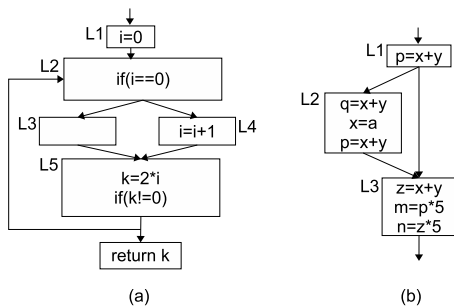 L1
i=0
L2
if(i==0)
L3
i=i+1
L4
L5
k=2*i
if(k!=0)
return k
(a)
L1
p=x+y
L2
q=x+y
x=a
p=x+y
L3
z=x+y
m=p*5
n=z*5
(b)